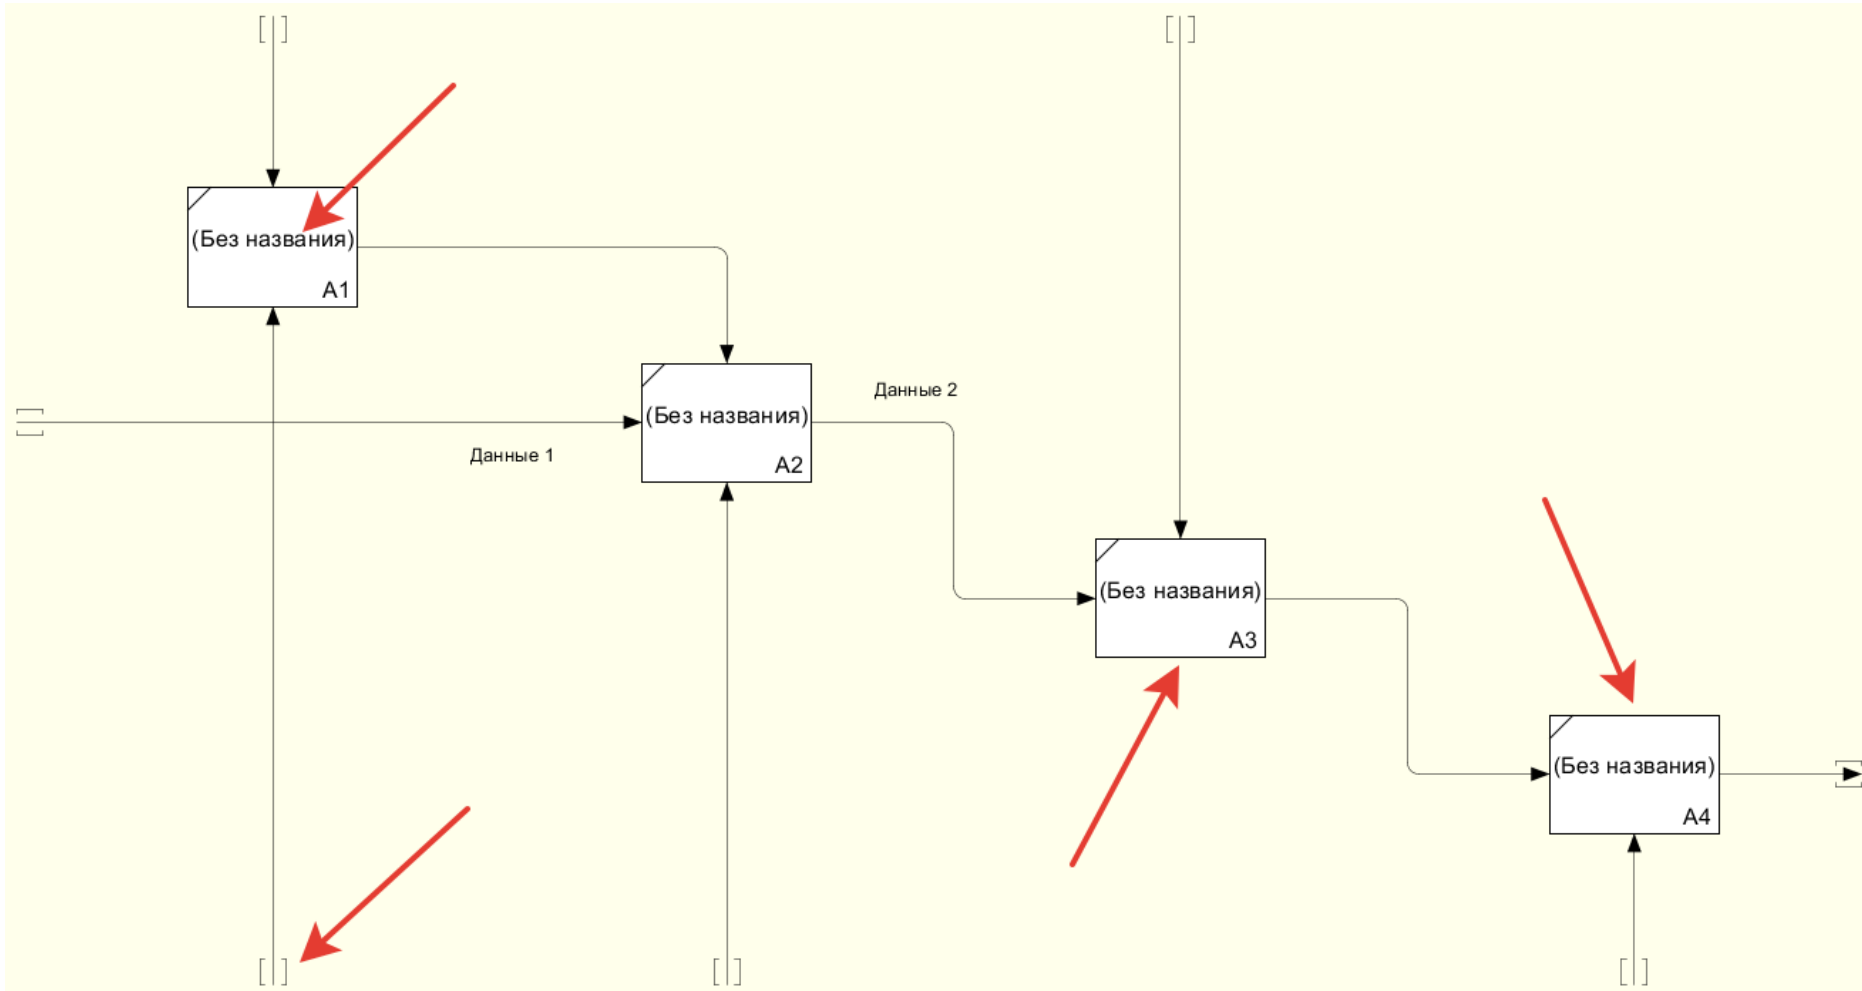 (Без названия)
A1
(Без названия)
A2
Данные 1
Данные 2
(Без названия)
A3
(Без названия)
A4